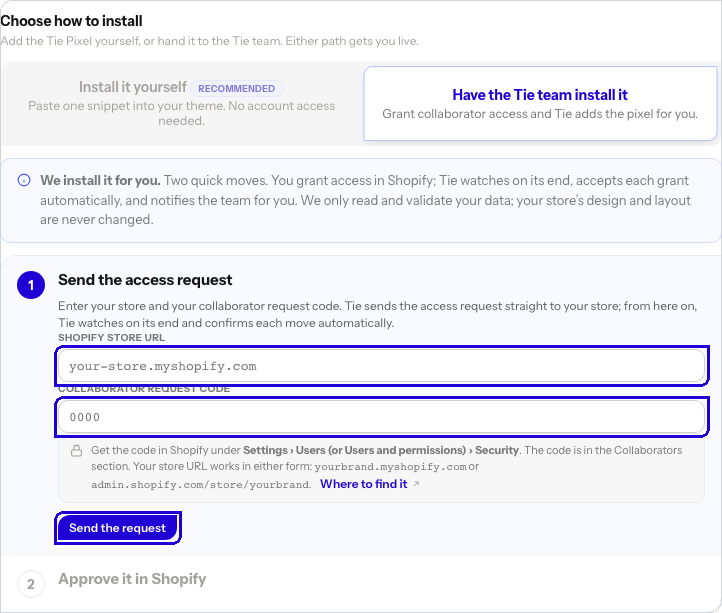 Choose how to install
Add the Tie Pixel yourself, or hand it to the Tie team. Either path gets you live.
Install it yourself RECOMMENDED
Paste one snippet into your theme. No account access
needed.
Have the Tie team install it
Grant collaborator access and Tie adds the pixel for you.
We install it for you. Two quick moves. You grant access in Shopify; Tie watches on its end, accepts each grant
automatically, and notifies the team for you. We only read and validate your data; your store's design and layout
are never changed.
1 Send the access request
Enter your store and your collaborator request code. Tie sends the access request straight to your store; from here on,
Tie watches on its end and confirms each move automatically.
SHOPIFY STORE URL
your-store.myshopify.com
COLLABORATOR REQUEST CODE
0000
Get the code in Shopify under Settings › Users (or Users and permissions) › Security. The code is in the Collaborators
section. Your store URL works in either form: yourbrand.myshopify.com or
admin.shopify.com/store/yourbrand. Where to find it ↗
Send the request
2 Approve it in Shopify